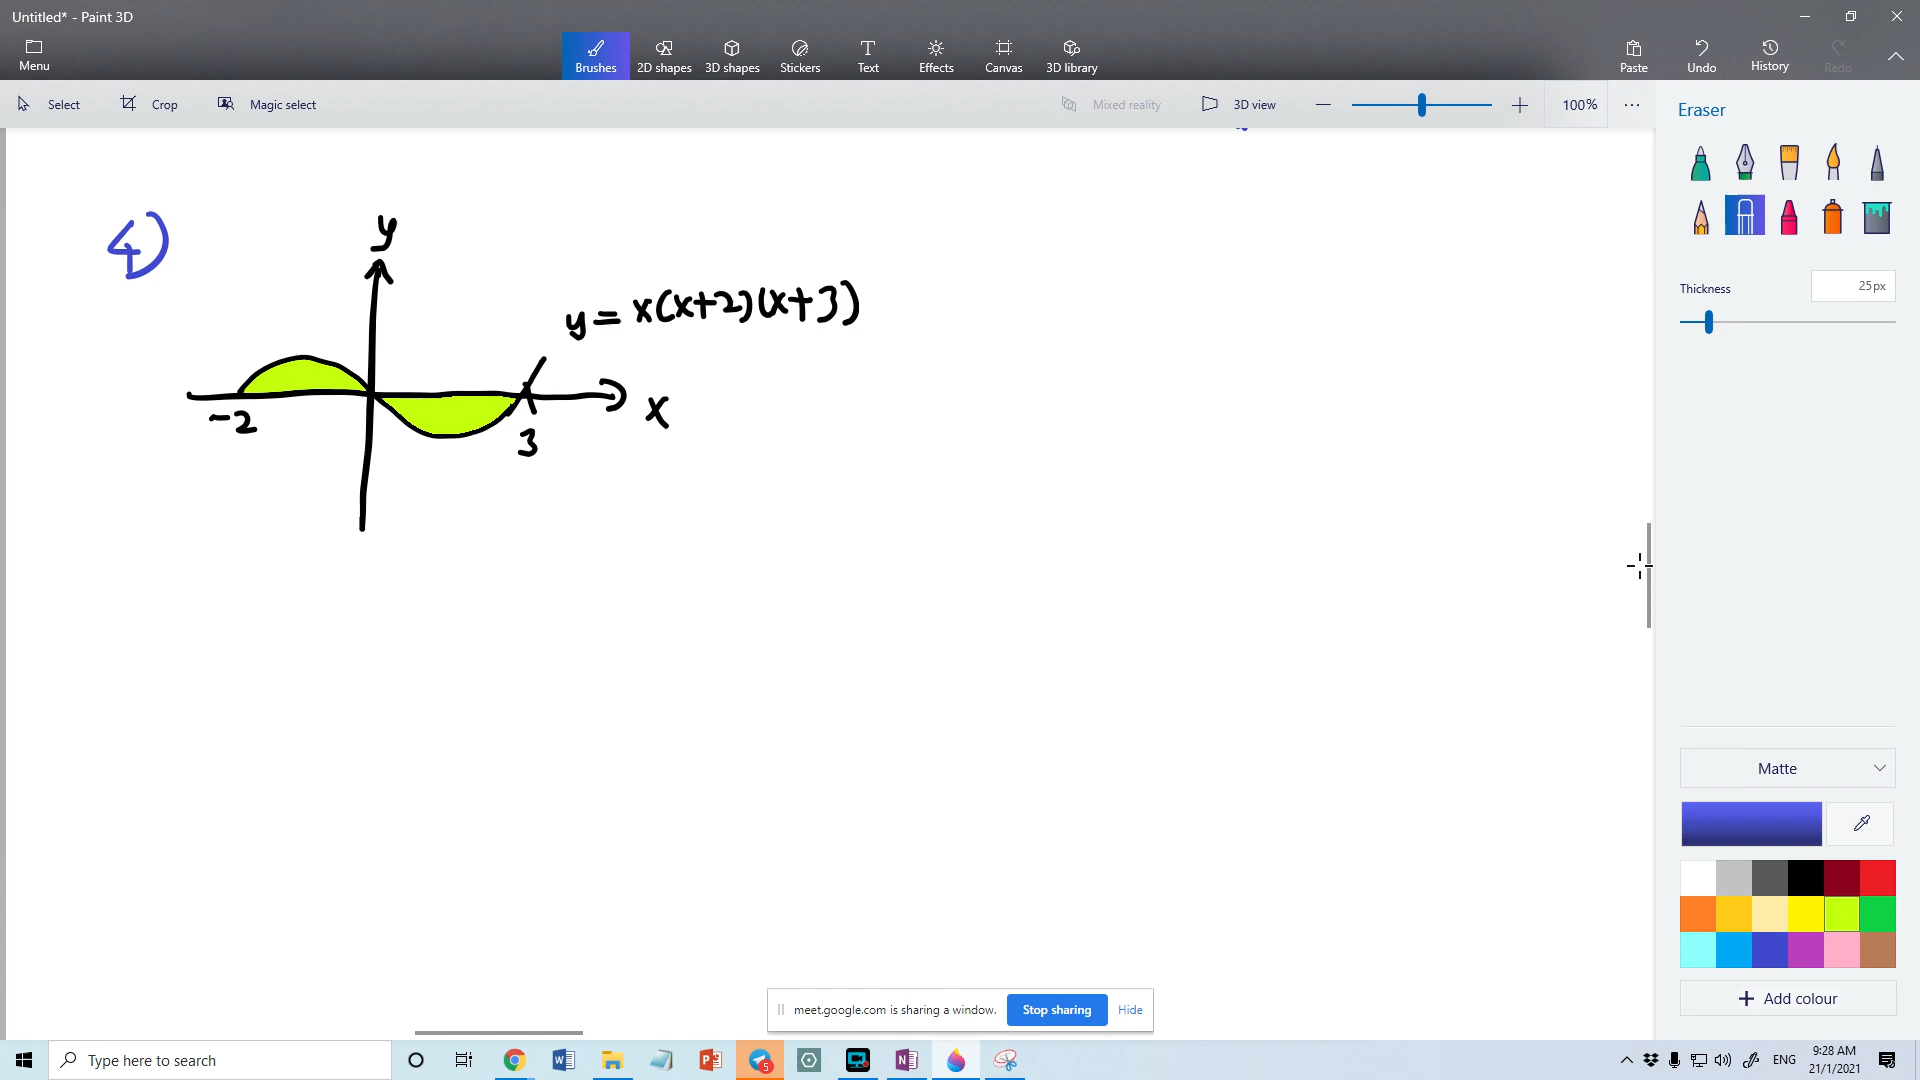 Untitled* - Paint 3D
Menu
Brushes
2D shapes
3D shapes
Stickers
Text
Effects
Canvas
3D library
Paste
Undo
History
Redo
Select
Crop
Magic select
Mixed reality
3D view
100%
Eraser
Thickness
25px
4)
y
y = x(x+2)(x+3)
-2
3
x
Matte
Add colour
meet.google.com is sharing a window.
Stop sharing
Hide
Type here to search
5
ENG
9:28 AM
21/1/2021